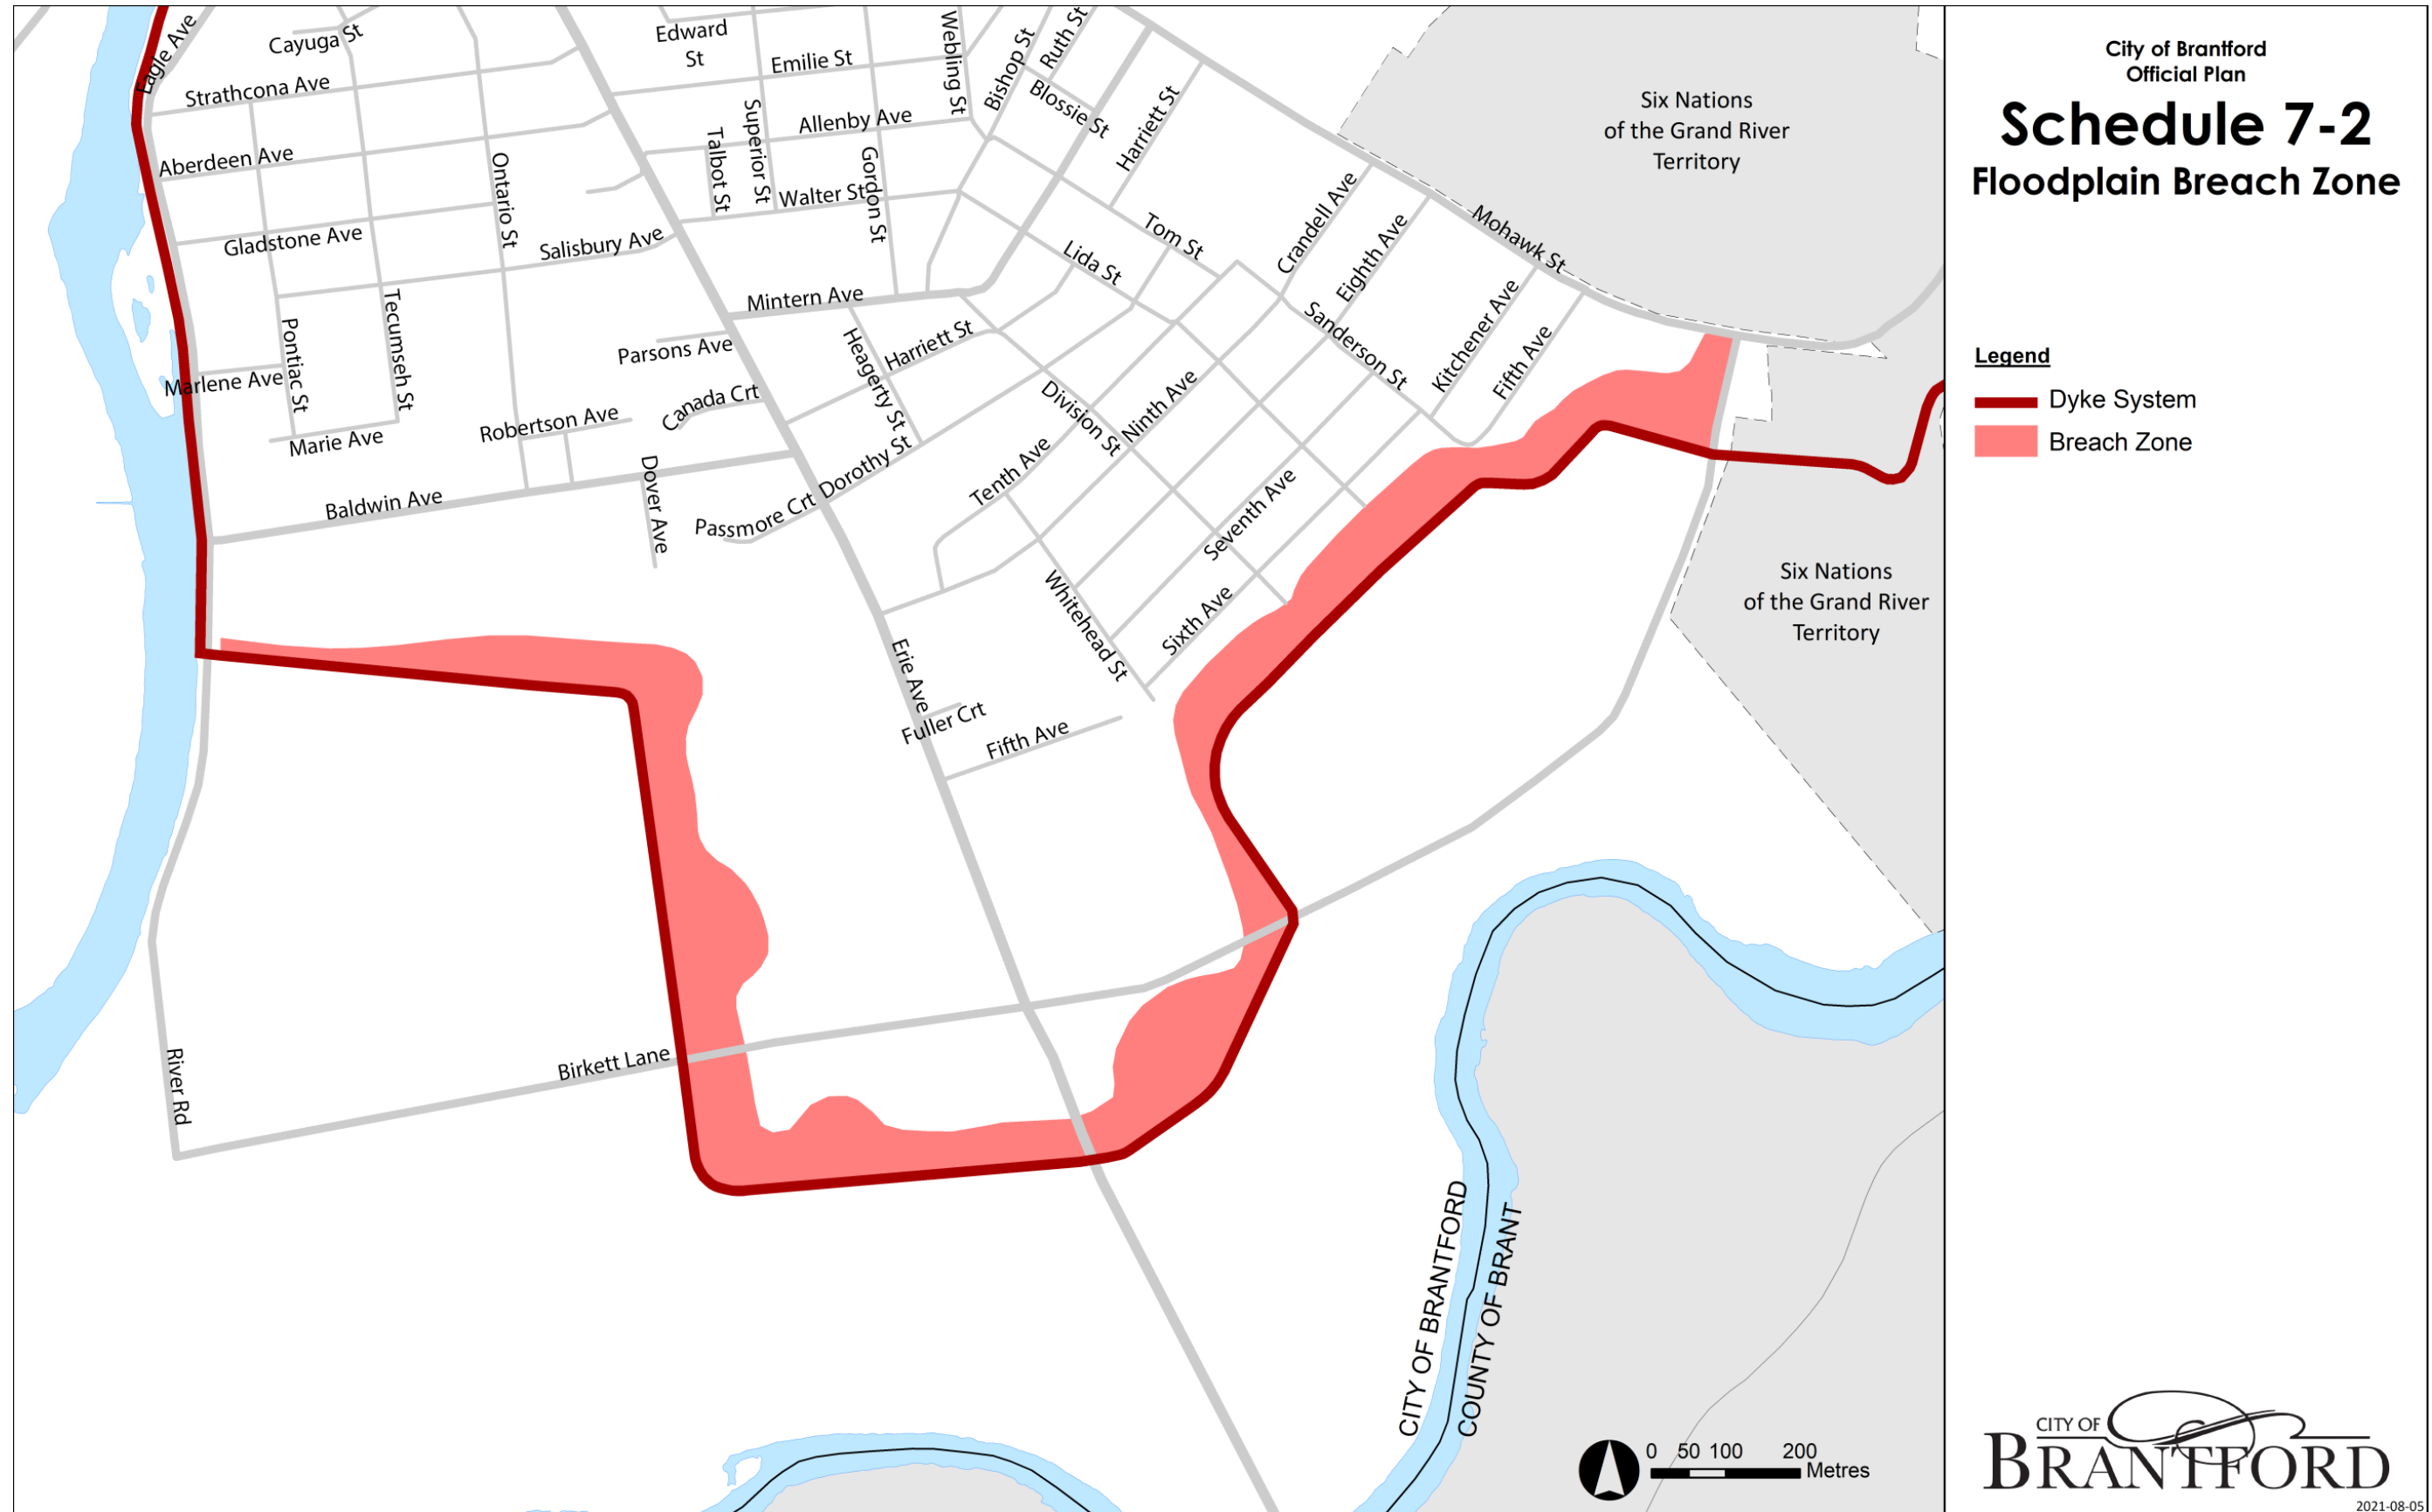 City of Brantford
Official Plan
Schedule 7-2
Floodplain Breach Zone
Legend
Dyke System
Breach Zone
Eagle Ave
Cayuga St
Strathcona Ave
Aberdeen Ave
Gladstone Ave
Ontario St
Salisbury Ave
Marlene Ave
Pontiac St
Tecumseh St
Marie Ave
Robertson Ave
Baldwin Ave
Dover Ave
Parsons Ave
Canada Crt
Passmore Crt
Dorothy St
Edward
St
Emilie St
Webling St
Bishop St
Ruth St
Blossie St
Harriett St
Superior St
Talbot St
Allenby Ave
Gordon St
Walter St
Mintern Ave
Heagerty St
Harriett St
Lida St
Tom St
Crandell Ave
Eighth Ave
Mohawk St
Sanderson St
Kitchener Ave
Fifth Ave
Division St
Ninth Ave
Tenth Ave
Seventh Ave
Sixth Ave
Whitehead St
Erie Ave
Fuller Crt
Fifth Ave
Birkett Lane
River Rd
Six Nations
of the Grand River
Territory
Six Nations
of the Grand River
Territory
CITY OF BRANTFORD
COUNTY OF BRANT
0 50 100 200
Metres
CITY OF
BRANTFORD
2021-08-05